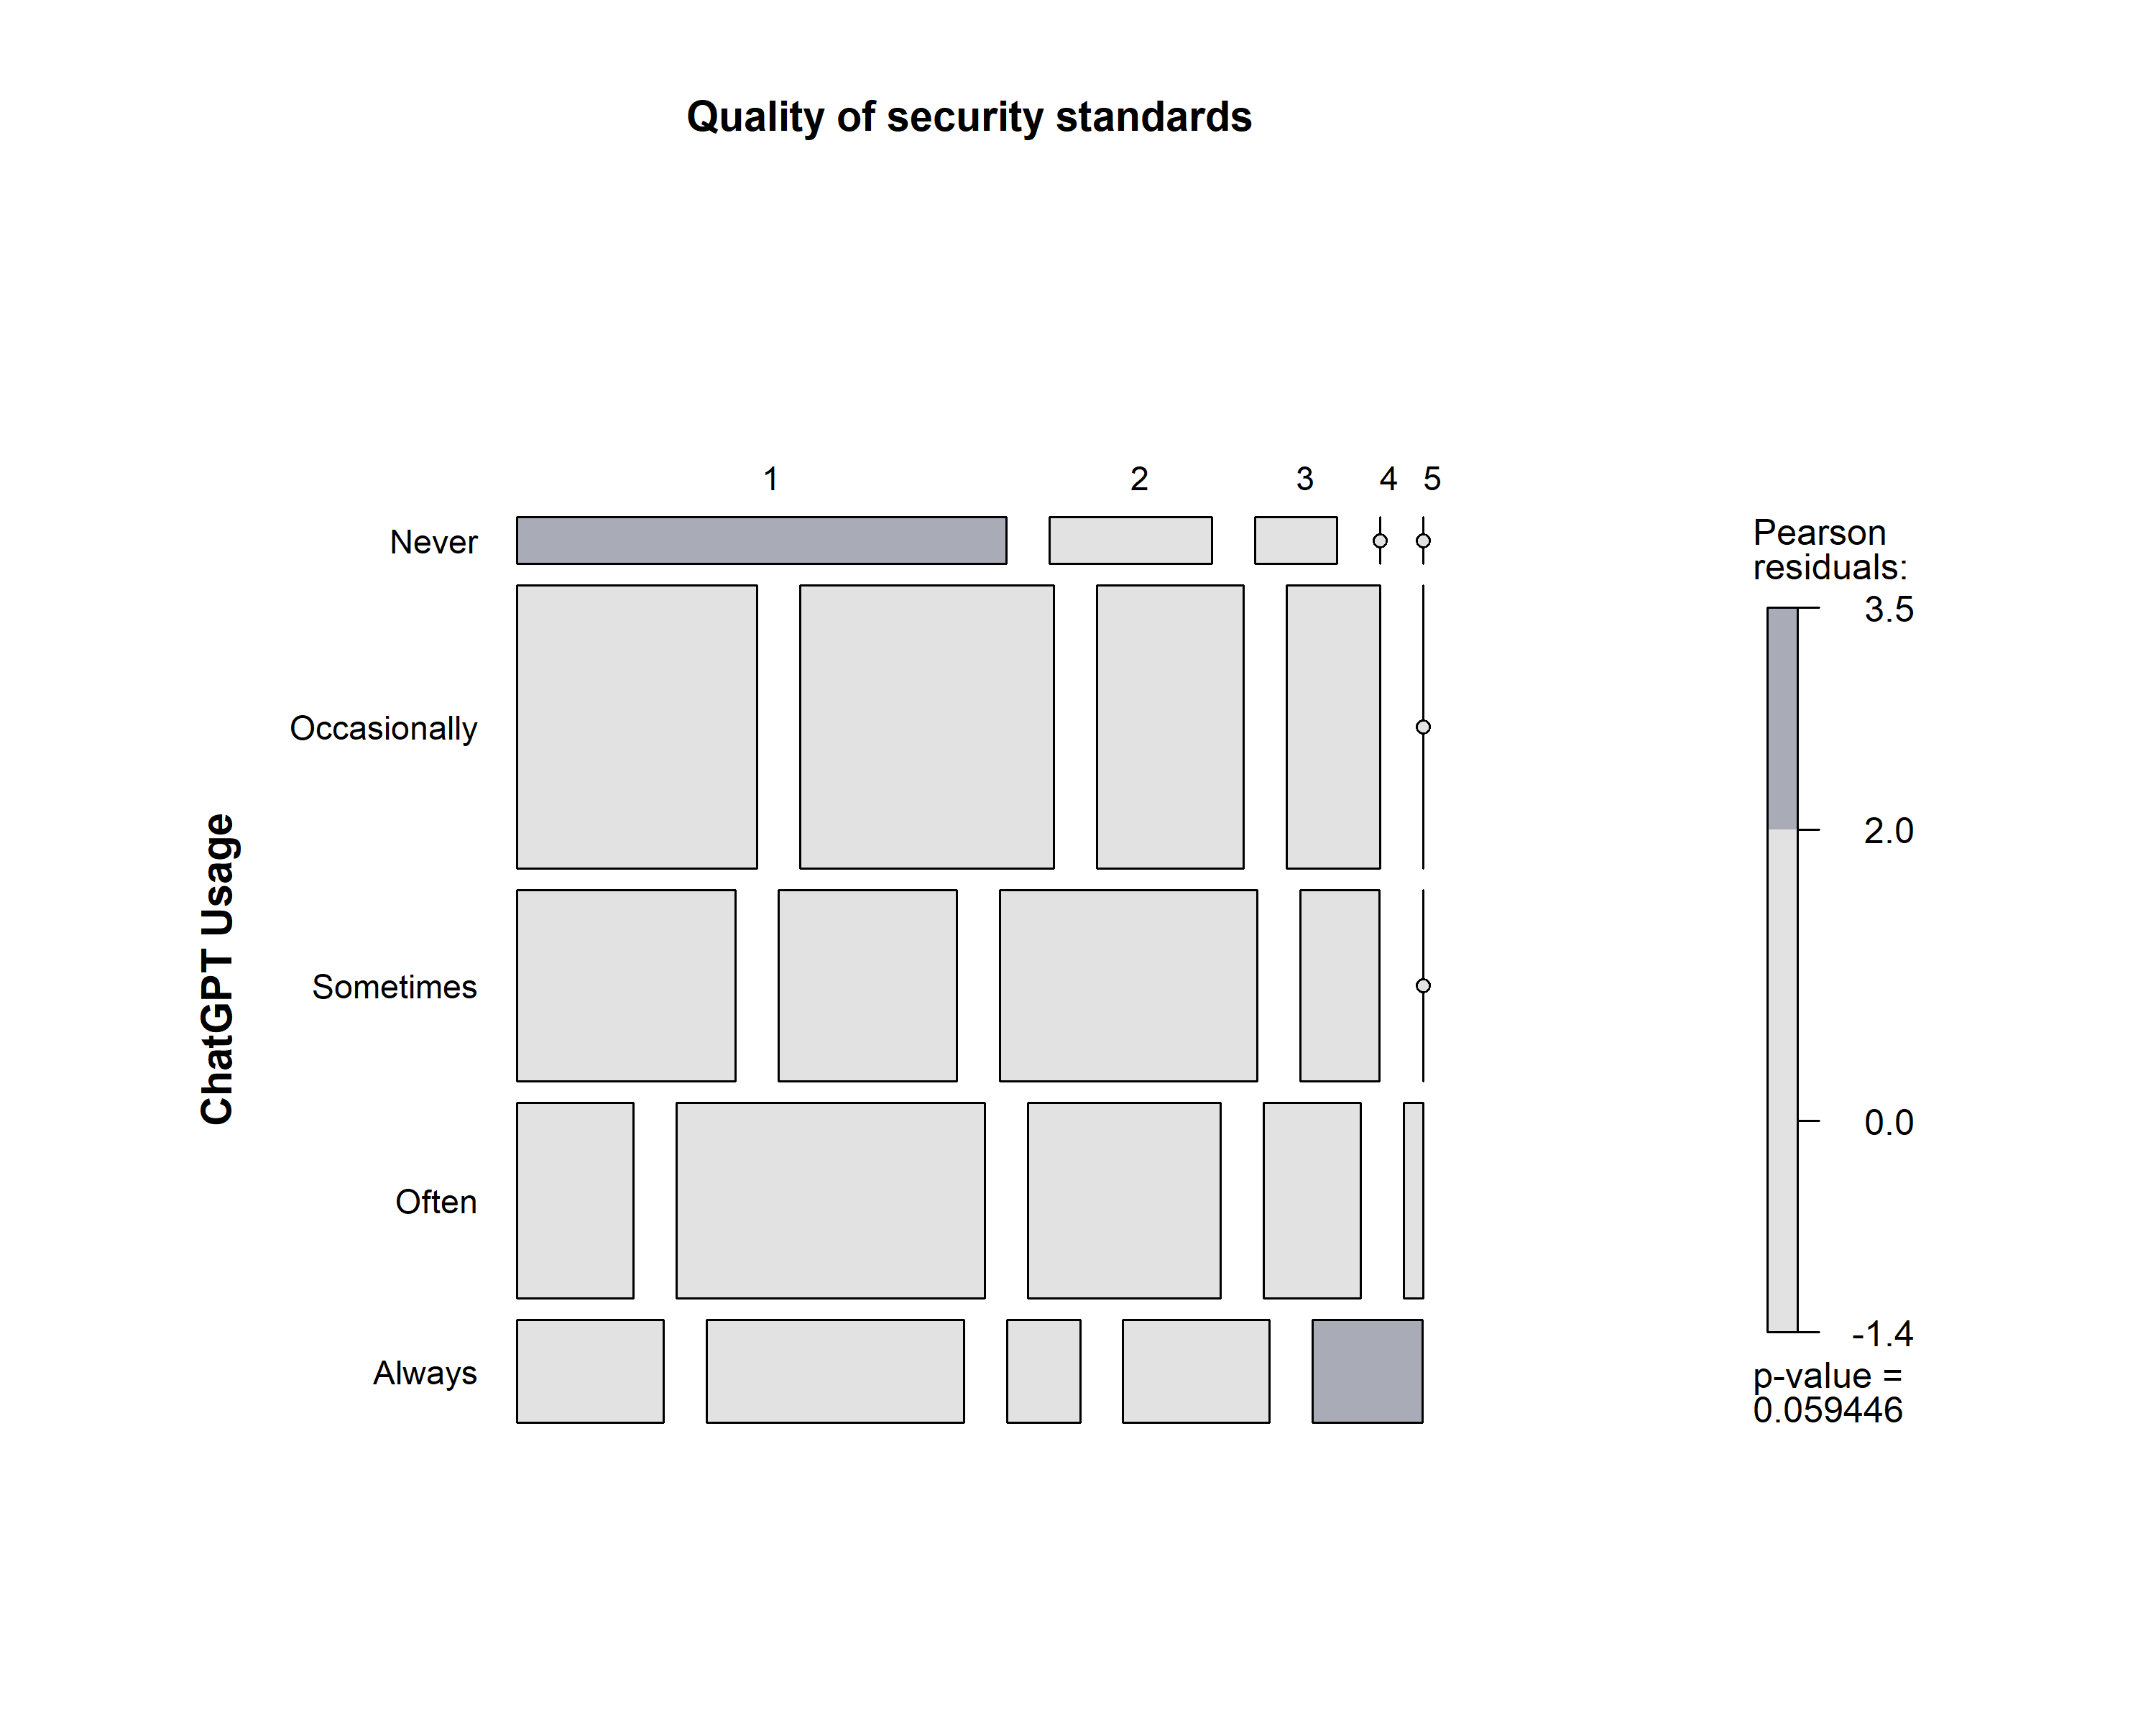 Quality of security standards
1 2 3 4 5
Never
Occasionally
Sometimes
Often
Always
ChatGPT Usage
Pearson
residuals:
3.5
2.0
0.0
-1.4
p-value =
0.059446